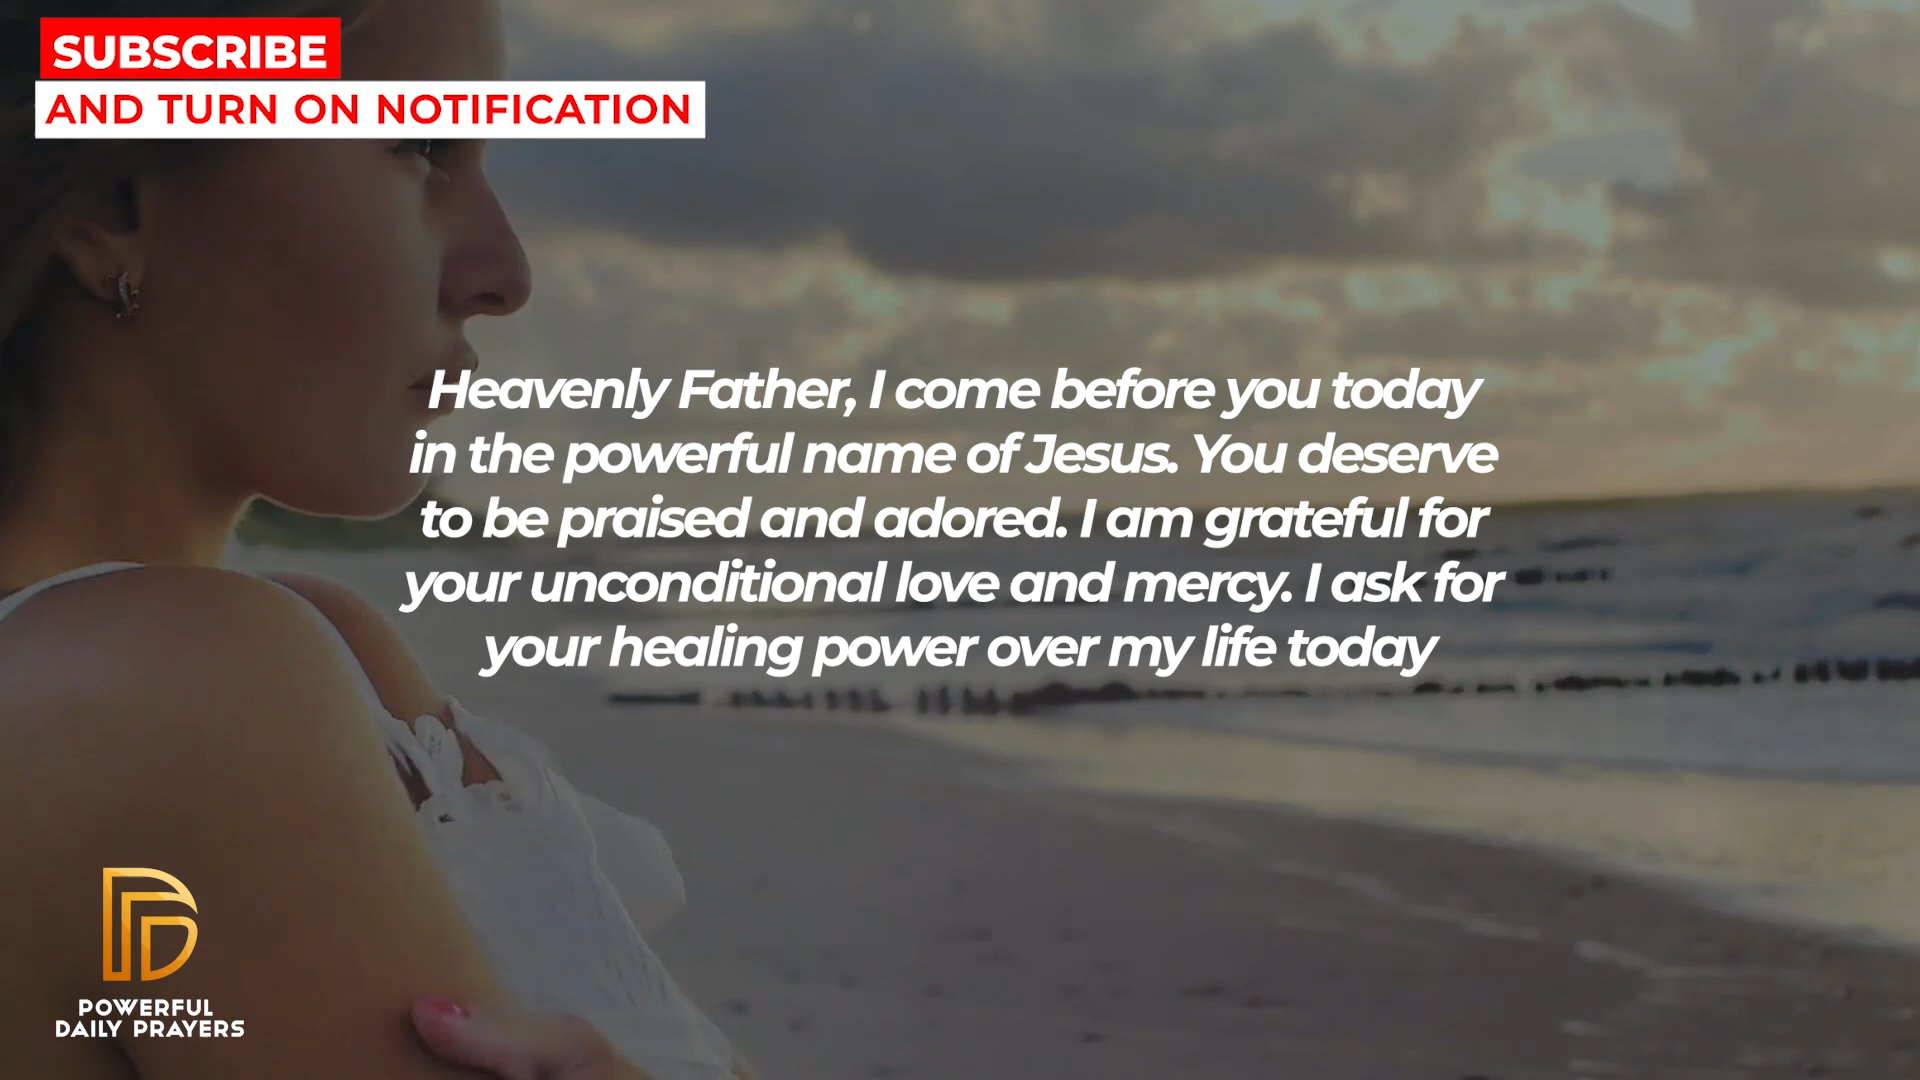 SUBSCRIBE
AND TURN ON NOTIFICATION
Heavenly Father, I come before you today
in the powerful name of Jesus. You deserve
to be praised and adored. I am grateful for
your unconditional love and mercy. I ask for
your healing power over my life today
POWERFUL
DAILY PRAYERS